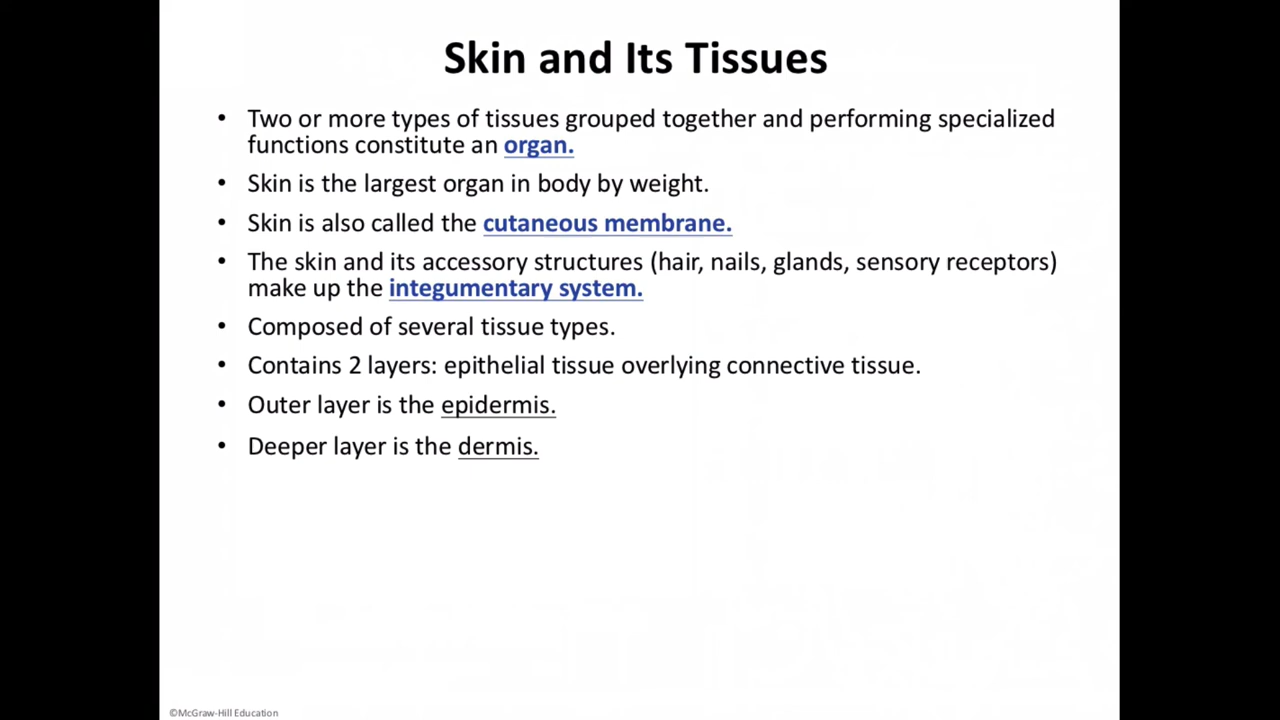 Skin and Its Tissues
• Two or more types of tissues grouped together and performing specialized
functions constitute an organ.
• Skin is the largest organ in body by weight.
• Skin is also called the cutaneous membrane.
• The skin and its accessory structures (hair, nails, glands, sensory receptors)
make up the integumentary system.
• Composed of several tissue types.
• Contains 2 layers: epithelial tissue overlying connective tissue.
• Outer layer is the epidermis.
• Deeper layer is the dermis.
©McGraw-Hill Education